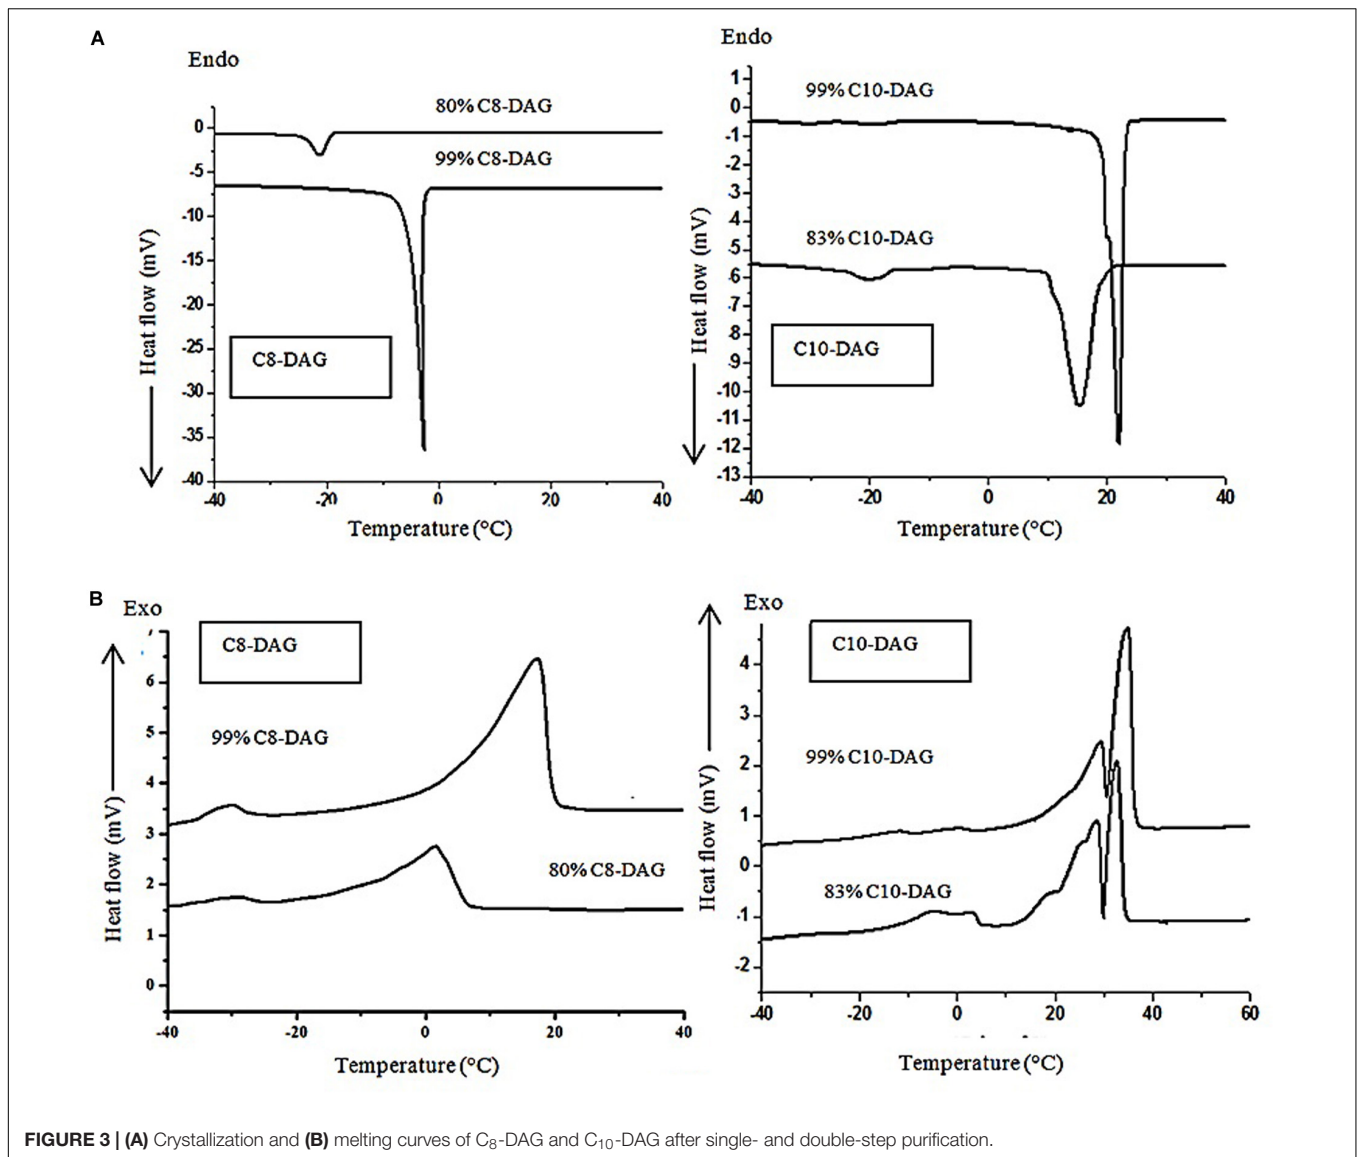 A
Endo
80% C8-DAG
99% C8-DAG
C8-DAG
Heat flow (mV)
0
-5
-10
-15
-20
-25
-30
-35
-40
-40 -20 0 20 40
Temperature (°C)
Endo
99% C10-DAG
83% C10-DAG
C10-DAG
Heat flow (mV)
1
0
-1
-2
-3
-4
-5
-6
-7
-8
-9
-10
-11
-12
-13
-40 -20 0 20 40
Temperature (°C)
B
Exo
C8-DAG
99% C8-DAG
80% C8-DAG
Heat flow (mV)
7
6
5
4
3
2
1
0
-40 -20 0 20 40
Temperature (°C)
Exo
C10-DAG
99% C10-DAG
83% C10-DAG
Heat flow (mV)
4
3
2
1
0
-1
-2
-40 -20 0 20 40 60
Temperature (°C)
FIGURE 3 | (A) Crystallization and (B) melting curves of C8-DAG and C10-DAG after single- and double-step purification.